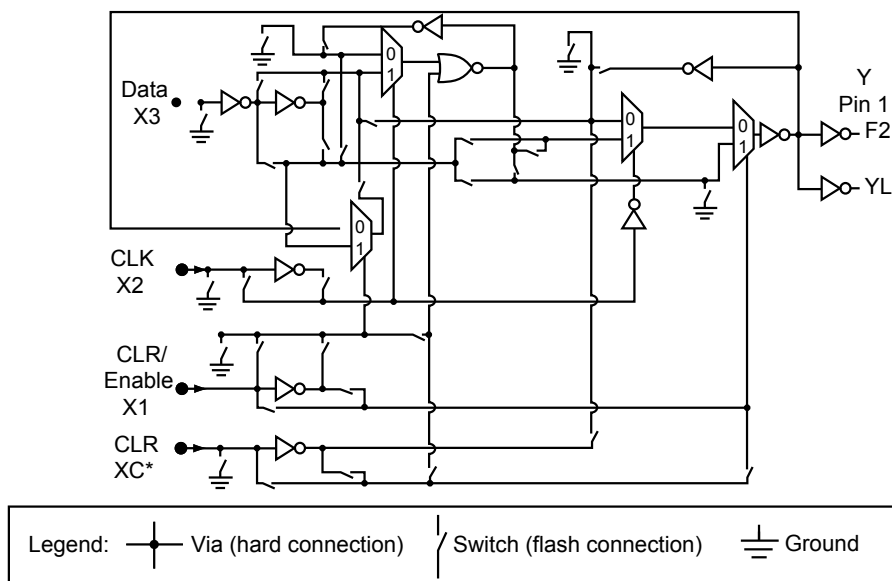 0
1
Data
X3
Y
Pin 1
F2
0
1
0
1
YL
0
1
CLK
X2
CLR/
Enable
X1
CLR
XC*
Legend: Via (hard connection) Switch (flash connection) Ground